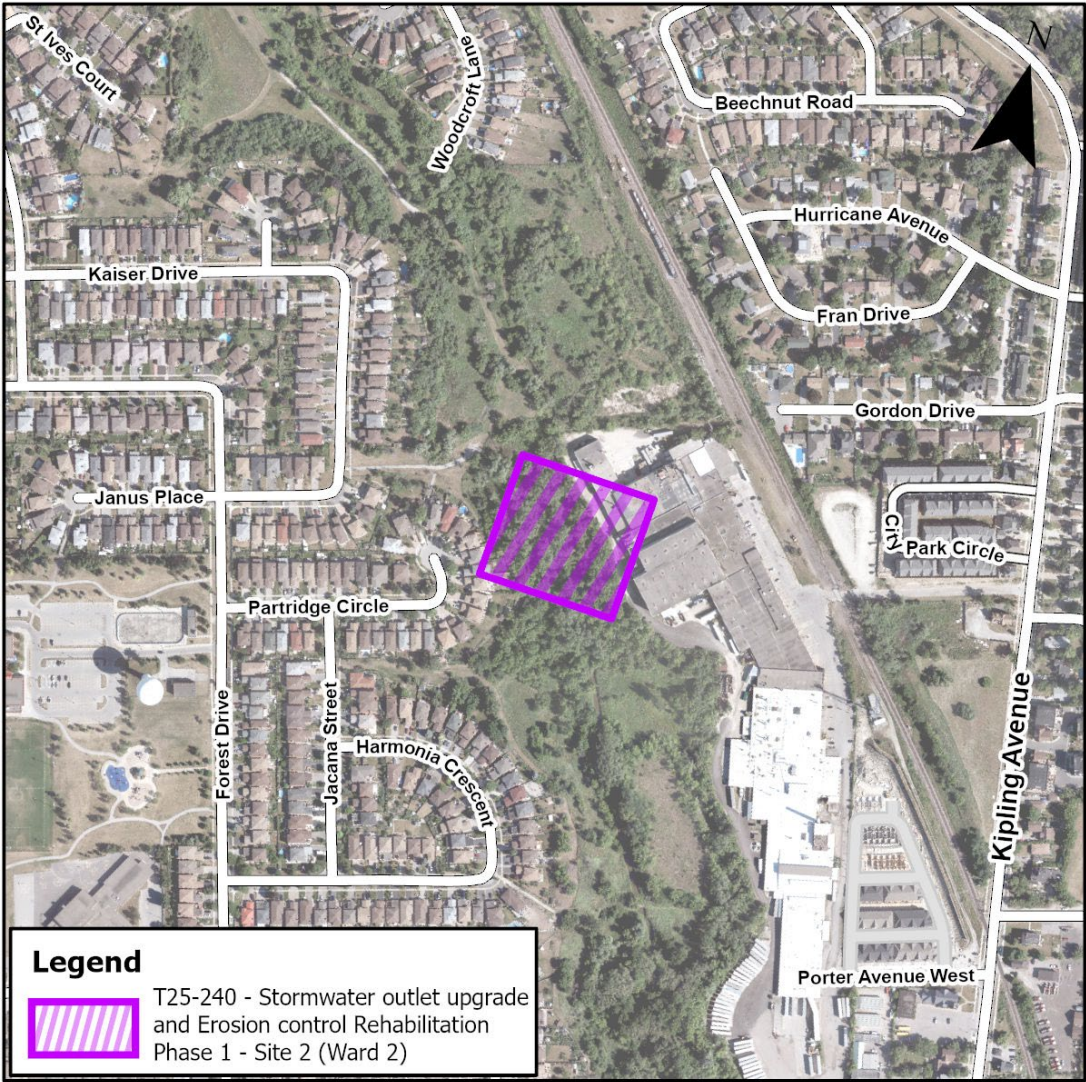 St Ives Court
Woodcroft Lane
Beechnut Road
N
Hurricane Avenue
Kaiser Drive
Fran Drive
Gordon Drive
Janus Place
City
Park Circle
Partridge Circle
Forest Drive
Jacana Street
Harmonia Crescent
Kipling Avenue
Porter Avenue West
Legend
T25-240 - Stormwater outlet upgrade
and Erosion control Rehabilitation
Phase 1 - Site 2 (Ward 2)